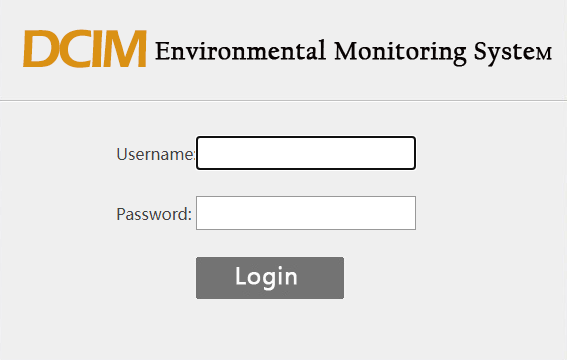 DCIM Environmental Monitoring SysteM
Username:
Password:
Login